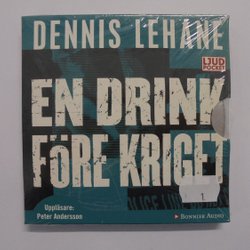 DENNIS LEHANE
LJUD
POCKET
EN DRINK
FÖRE KRIGET
Uppläsare:
Peter Andersson
BONNIER AUDIO